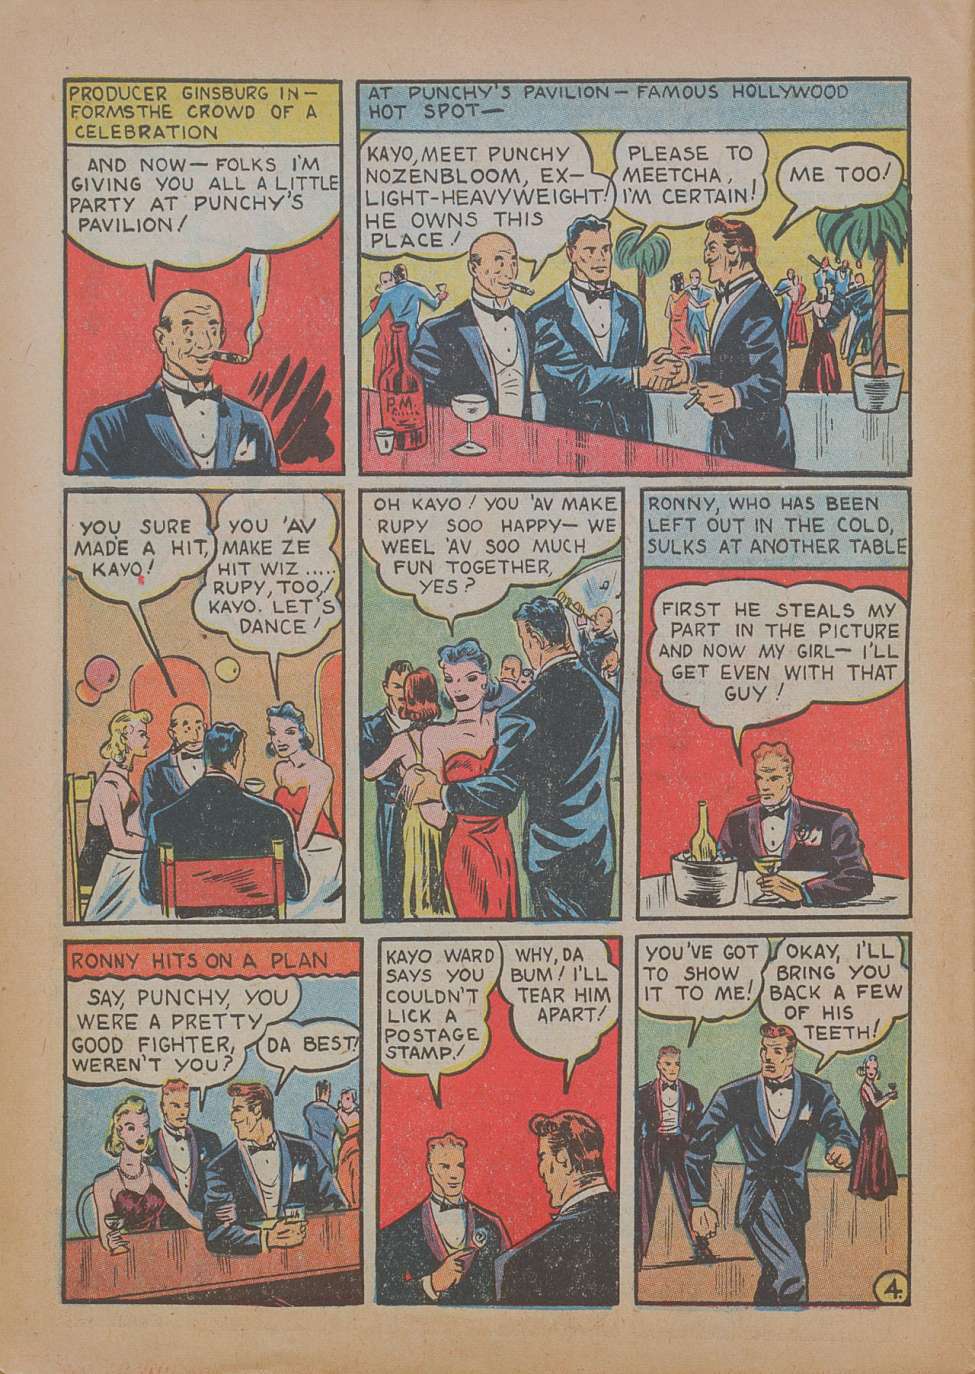 PRODUCER GINSBURG IN-
FORMSTHE CROWD OF A
CELEBRATION
AND NOW— FOLKS I'M
GIVING YOU ALL A LITTLE
PARTY AT PUNCHY'S
PAVILION!
AT PUNCHY'S PAVILION— FAMOUS HOLLYWOOD
HOT SPOT—
KAYO, MEET PUNCHY
NOZENBLOOM, EX-
LIGHT-HEAVYWEIGHT!
HE OWNS THIS
PLACE!
PLEASE TO
MEETCHA,
I'M CERTAIN!
ME TOO!
P.M.
YOU SURE
MADE A HIT,
KAYO!
YOU 'AV
MAKE ZE
HIT WIZ.....
RUPY, TOO,
KAYO. LET'S
DANCE!
OH KAYO! YOU 'AV MAKE
RUPY SOO HAPPY— WE
WEEL 'AV SOO MUCH
FUN TOGETHER,
YES?
RONNY, WHO HAS BEEN
LEFT OUT IN THE COLD,
SULKS AT ANOTHER TABLE
FIRST HE STEALS MY
PART IN THE PICTURE
AND NOW MY GIRL— I'LL
GET EVEN WITH THAT
GUY!
RONNY HITS ON A PLAN
SAY, PUNCHY, YOU
WERE A PRETTY
GOOD FIGHTER,
WEREN'T YOU?
DA BEST!
KAYO WARD
SAYS YOU
COULDN'T
LICK A
POSTAGE
STAMP!
WHY, DA
BUM! I'LL
TEAR HIM
APART!
YOU'VE GOT
TO SHOW
IT TO ME!
OKAY, I'LL
BRING YOU
BACK A FEW
OF HIS
TEETH!
4.